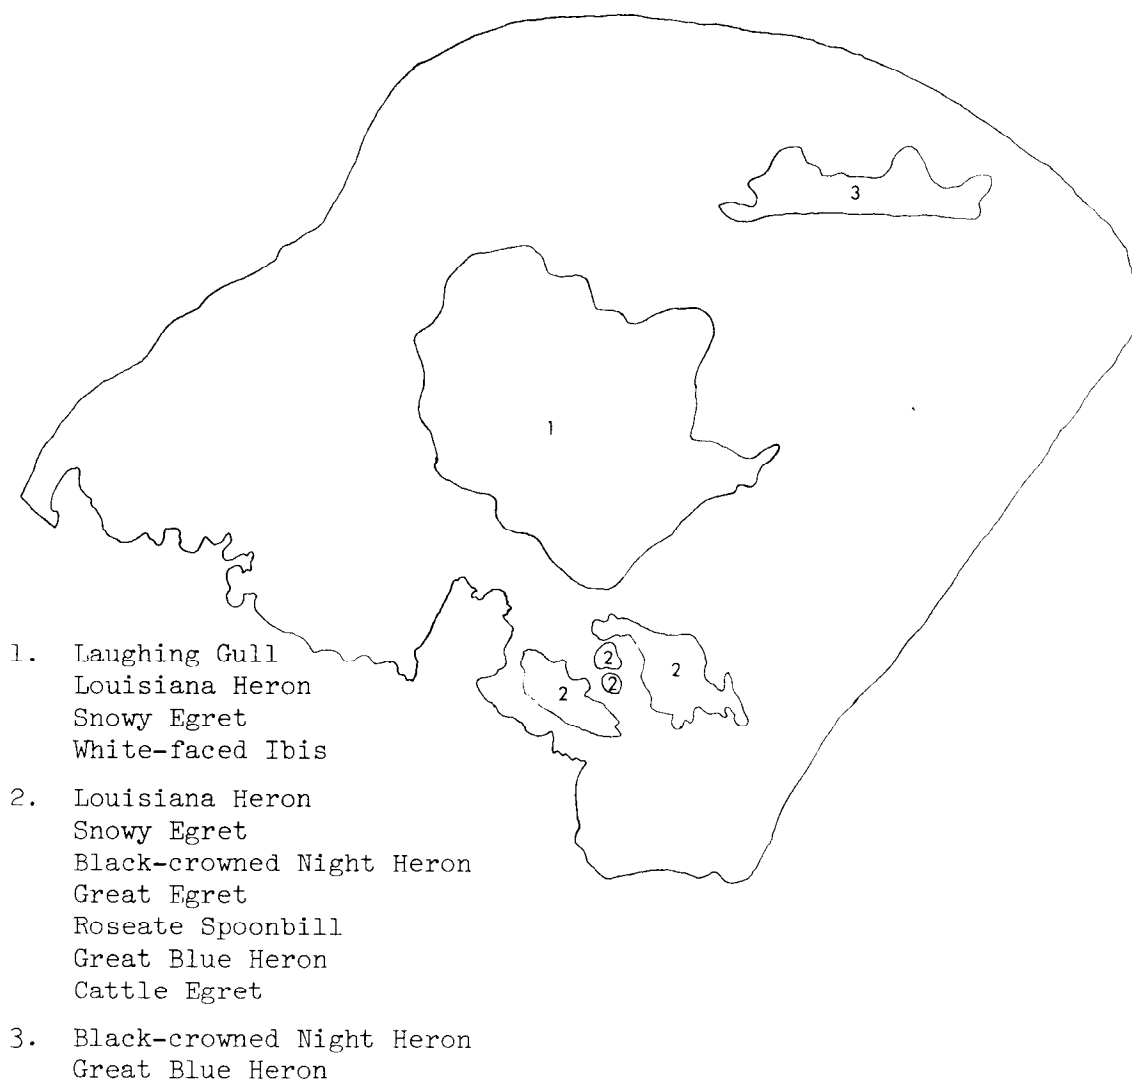 3
1
2
2
2
2
1. Laughing Gull
Louisiana Heron
Snowy Egret
White-faced Ibis
2. Louisiana Heron
Snowy Egret
Black-crowned Night Heron
Great Egret
Roseate Spoonbill
Great Blue Heron
Cattle Egret
3. Black-crowned Night Heron
Great Blue Heron